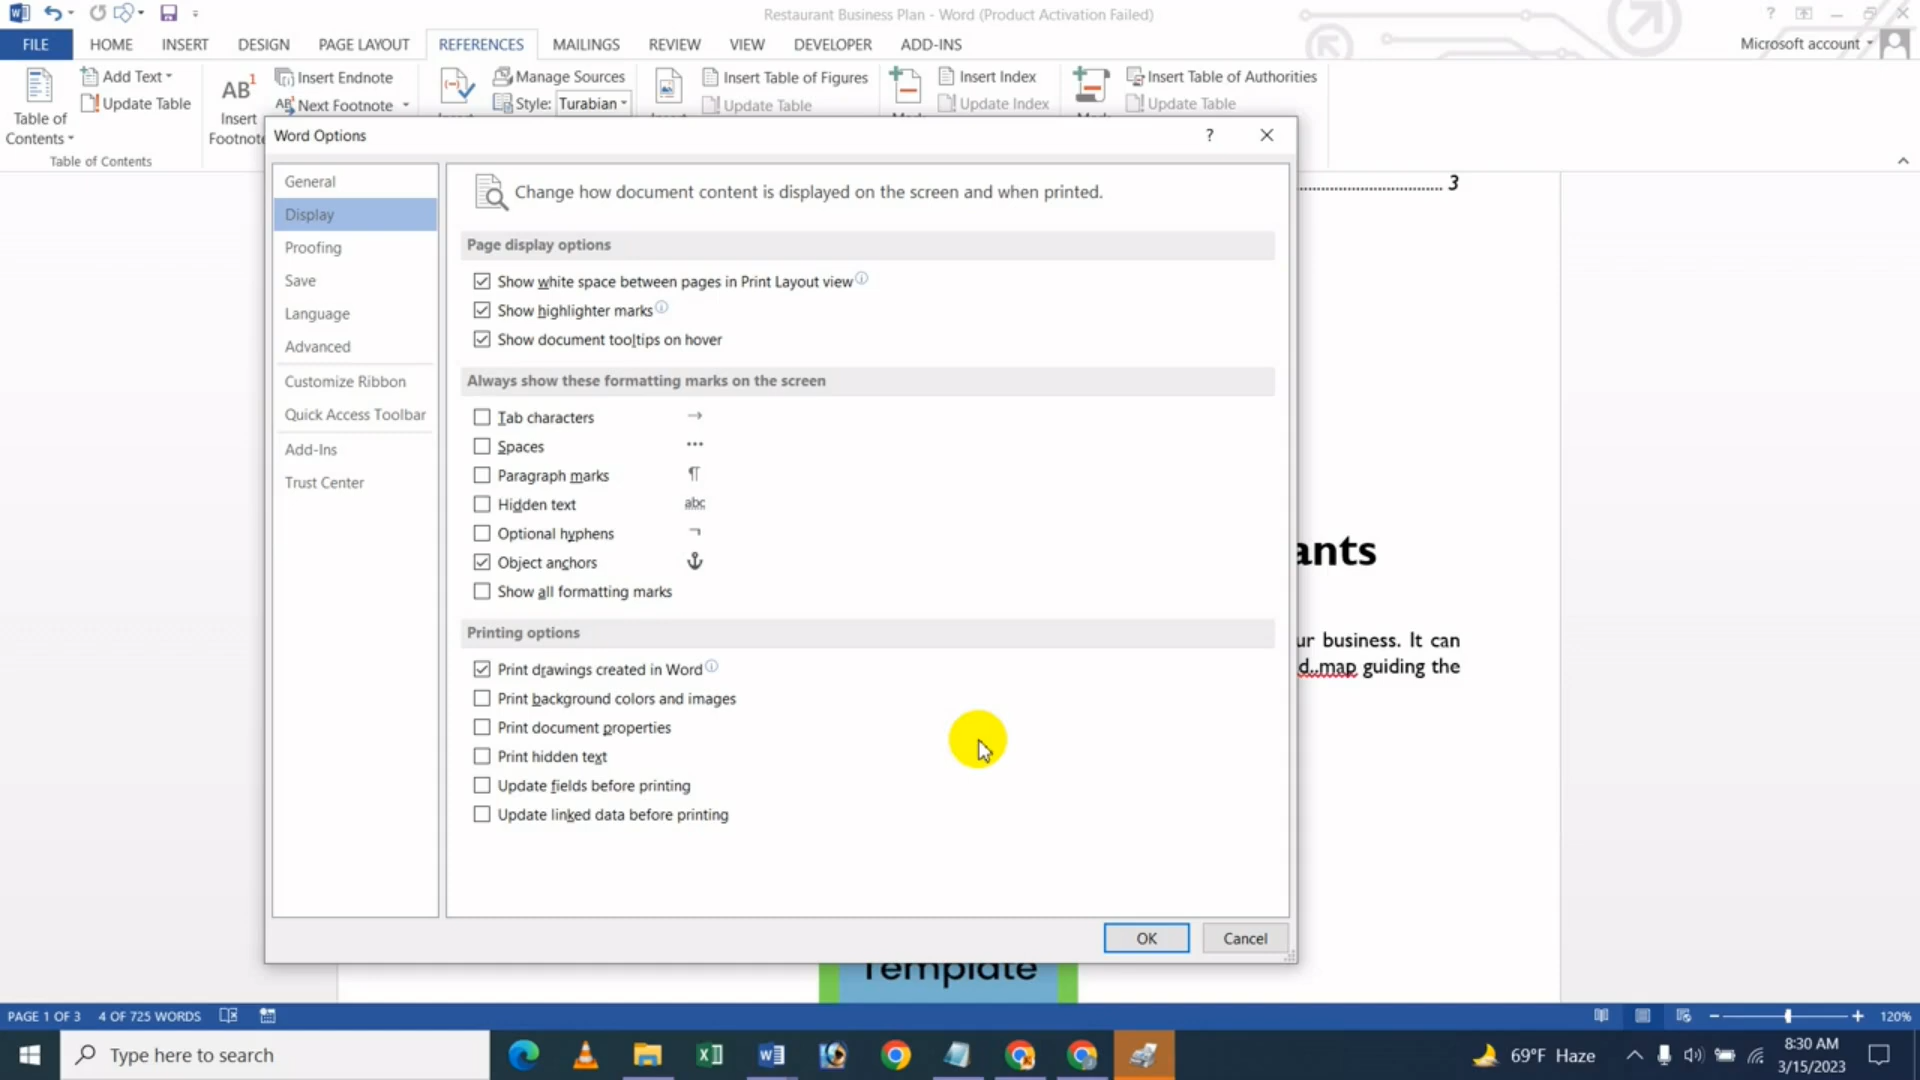 Restaurant Business Plan - Word (Product Activation Failed)
FILE HOME INSERT DESIGN PAGE LAYOUT REFERENCES MAILINGS REVIEW VIEW DEVELOPER ADD-INS Microsoft account
Add Text
Update Table
Table of
Contents
Table of Contents
AB1
Insert
Insert Endnote
AB1 Next Footnote
Manage Sources
Style: Turabian
Insert Table of Figures
Update Table
Insert Index
Update Index
Insert Table of Authorities
Update Table
Word Options
General
Display
Proofing
Save
Language
Advanced
Customize Ribbon
Quick Access Toolbar
Add-Ins
Trust Center
Change how document content is displayed on the screen and when printed.
Page display options
Show white space between pages in Print Layout view
Show highlighter marks
Show document tooltips on hover
Always show these formatting marks on the screen
Tab characters →
Spaces ···
Paragraph marks ¶
Hidden text abc
Optional hyphens ¬
Object anchors
Show all formatting marks
Printing options
Print drawings created in Word
Print background colors and images
Print document properties
Print hidden text
Update fields before printing
Update linked data before printing
OK Cancel
3
ants
ur business. It can
d..map guiding the
Template
PAGE 1 OF 3 4 OF 725 WORDS 120%
Type here to search
69°F Haze
8:30 AM
3/15/2023